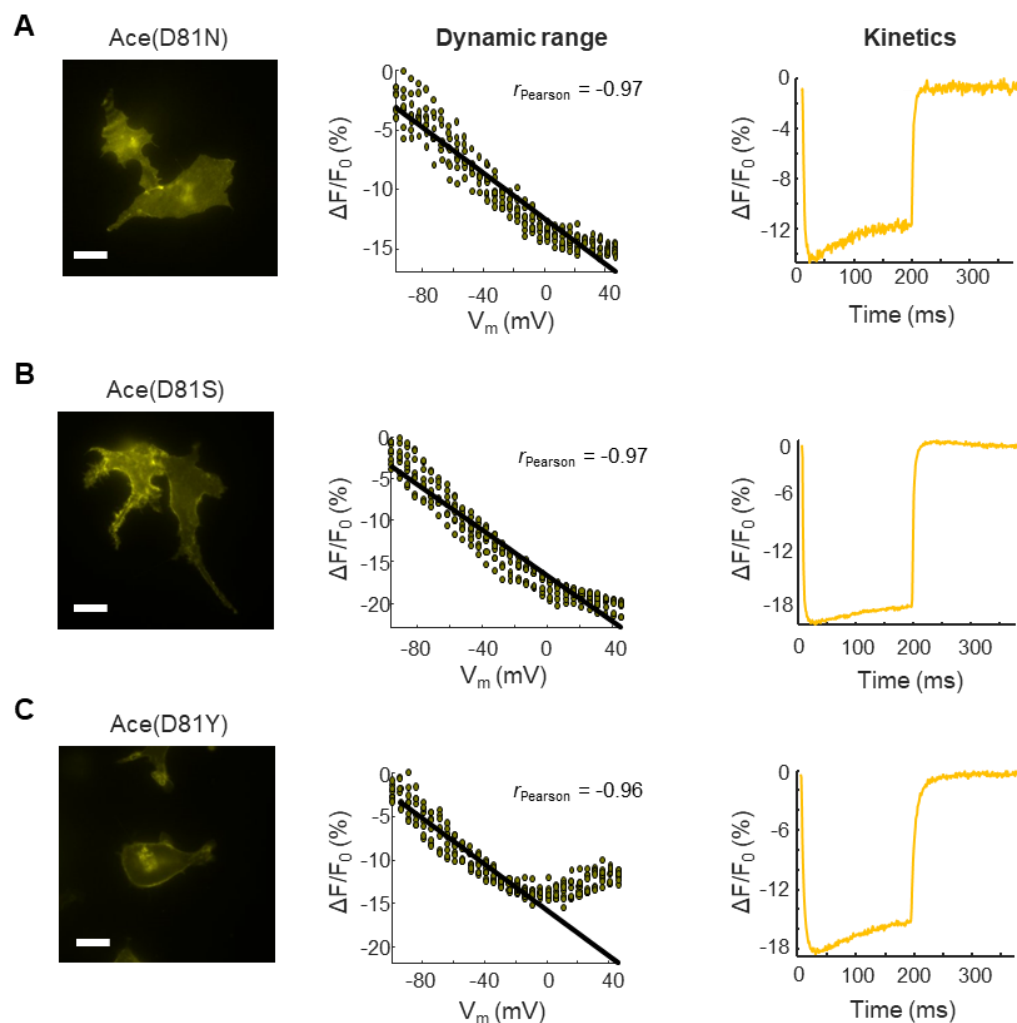 A
Ace(D81N)
Dynamic range
Kinetics
ΔF/F0 (%)
0
-5
-10
-15
rPearson = -0.97
-80
-40
0
40
Vm (mV)
ΔF/F0 (%)
0
-4
-8
-12
0
100
200
300
Time (ms)
B
Ace(D81S)
ΔF/F0 (%)
0
-5
-10
-15
-20
rPearson = -0.97
-80
-40
0
40
Vm (mV)
ΔF/F0 (%)
0
-6
-12
-18
0
100
200
300
Time (ms)
C
Ace(D81Y)
ΔF/F0 (%)
0
-5
-10
-15
-20
rPearson = -0.96
-80
-40
0
40
Vm (mV)
ΔF/F0 (%)
0
-6
-12
-18
0
100
200
300
Time (ms)